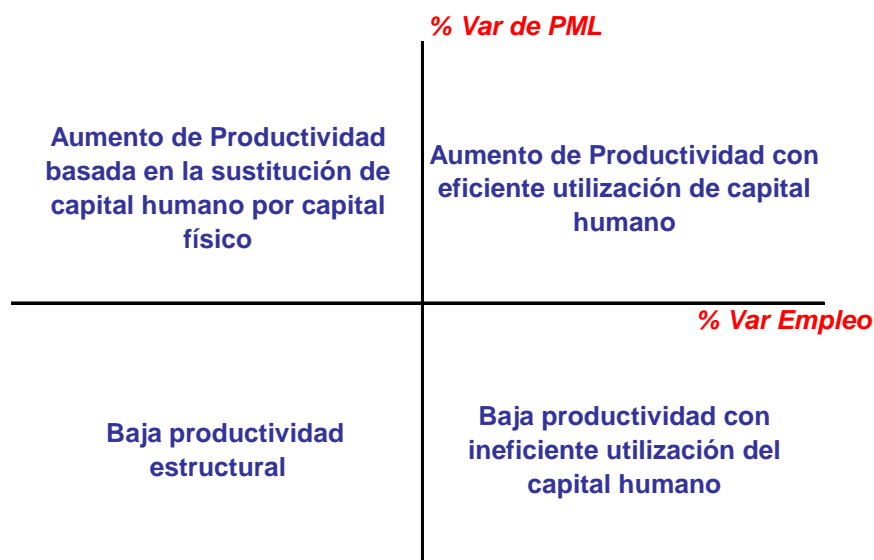 % Var de PML
Aumento de Productividad
basada en la sustitución de
capital humano por capital
físico
Aumento de Productividad con
eficiente utilización de capital
humano
% Var Empleo
Baja productividad
estructural
Baja productividad con
ineficiente utilización del
capital humano